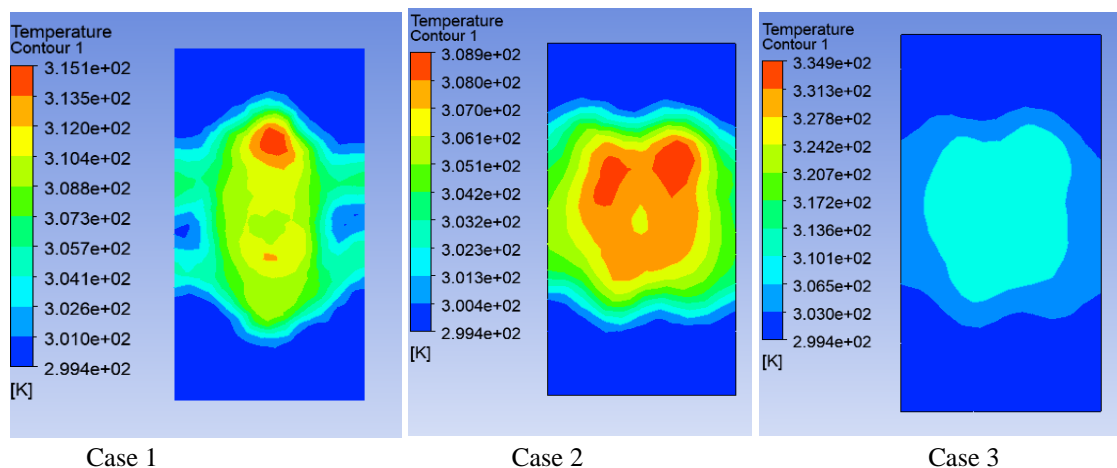 Temperature
Contour 1
3.151e+02
3.135e+02
3.120e+02
3.104e+02
3.088e+02
3.073e+02
3.057e+02
3.041e+02
3.026e+02
3.010e+02
2.994e+02
[K]
Temperature
Contour 1
3.089e+02
3.080e+02
3.070e+02
3.061e+02
3.051e+02
3.042e+02
3.032e+02
3.023e+02
3.013e+02
3.004e+02
2.994e+02
[K]
Temperature
Contour 1
3.349e+02
3.313e+02
3.278e+02
3.242e+02
3.207e+02
3.172e+02
3.136e+02
3.101e+02
3.065e+02
3.030e+02
2.994e+02
[K]
Case 1
Case 2
Case 3